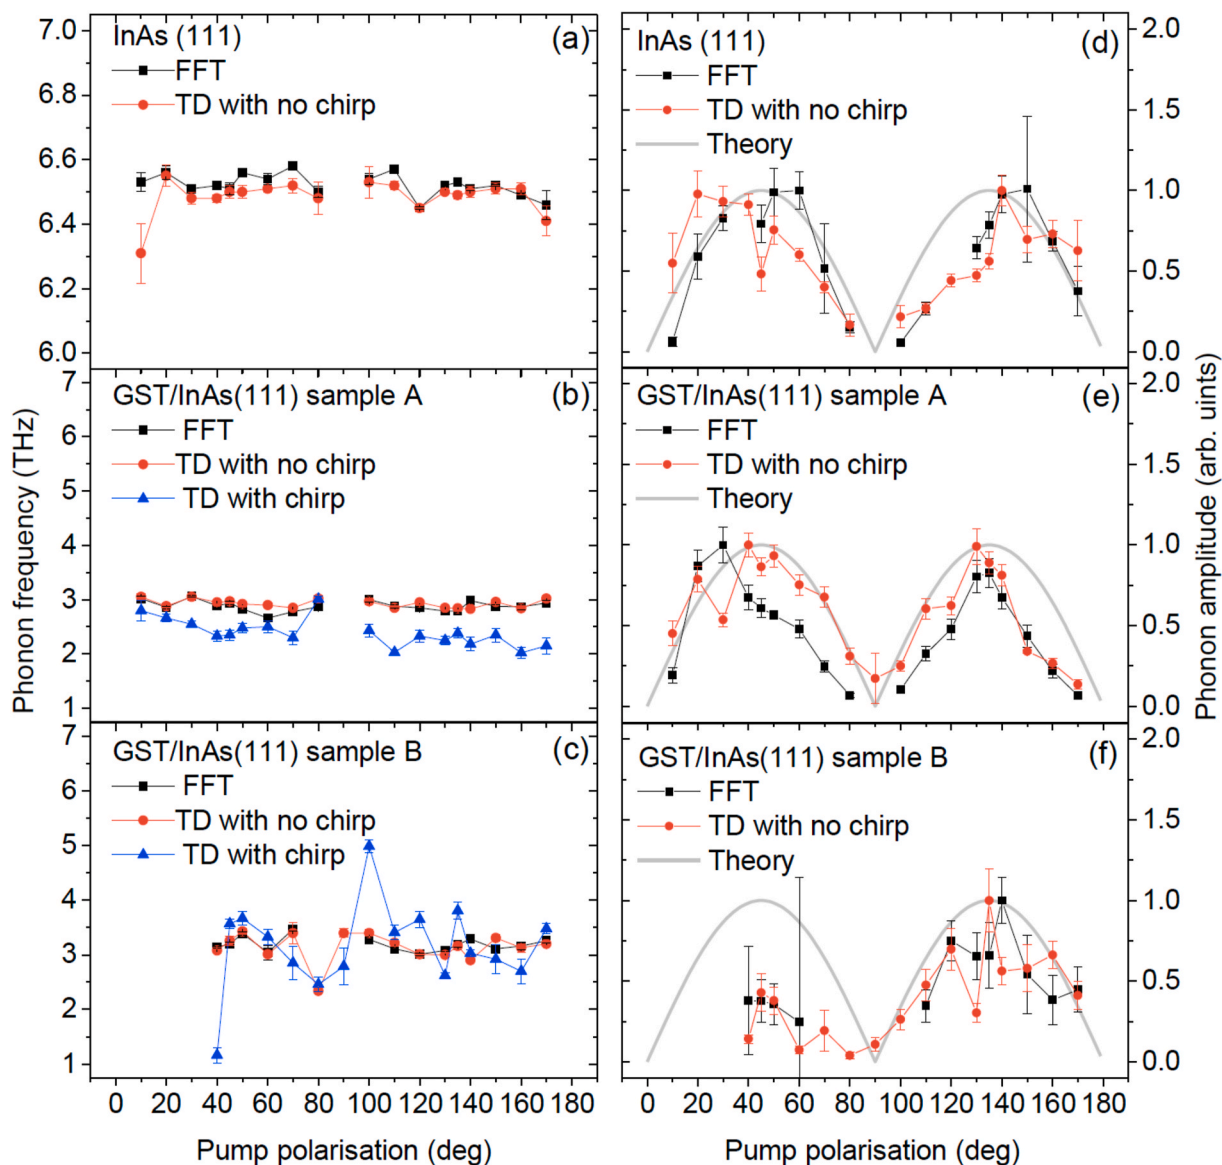 InAs (111)
(a)
FFT
TD with no chirp
7.0
6.8
6.6
6.4
6.2
6.0
GST/InAs(111) sample A
(b)
FFT
TD with no chirp
TD with chirp
7
6
5
4
3
2
1
GST/InAs(111) sample B
(c)
FFT
TD with no chirp
TD with chirp
7
6
5
4
3
2
1
Phonon frequency (THz)
0 20 40 60 80 100 120 140 160 180
Pump polarisation (deg)
InAs (111)
(d)
FFT
TD with no chirp
Theory
2.0
1.5
1.0
0.5
0.0
GST/InAs(111) sample A
(e)
FFT
TD with no chirp
Theory
2.0
1.5
1.0
0.5
0.0
GST/InAs(111) sample B
(f)
FFT
TD with no chirp
Theory
2.0
1.5
1.0
0.5
0.0
Phonon amplitude (arb. uints)
0 20 40 60 80 100 120 140 160 180
Pump polarisation (deg)